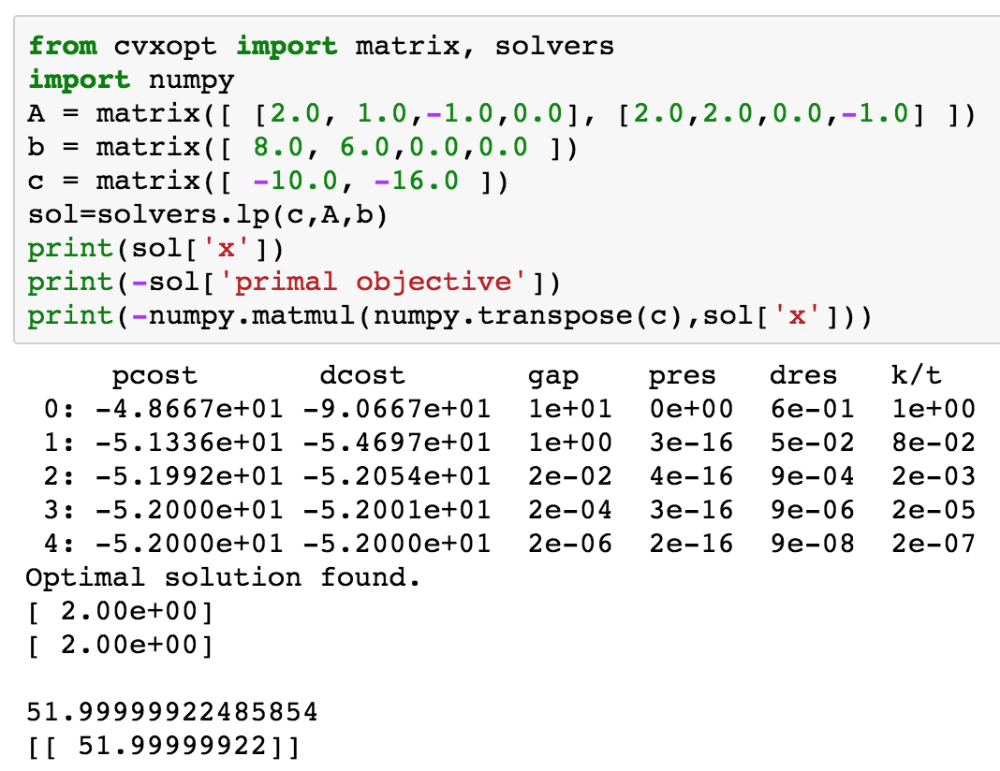 from cvxopt import matrix, solvers
import numpy
A = matrix([ [2.0, 1.0,-1.0,0.0], [2.0,2.0,0.0,-1.0] ])
b = matrix([ 8.0, 6.0,0.0,0.0 ])
c = matrix([ -10.0, -16.0 ])
sol=solvers.lp(c,A,b)
print(sol['x'])
print(-sol['primal objective'])
print(-numpy.matmul(numpy.transpose(c),sol['x']))
     pcost       dcost       gap    pres   dres   k/t
 0: -4.8667e+01 -9.0667e+01  1e+01  0e+00  6e-01  1e+00
 1: -5.1336e+01 -5.4697e+01  1e+00  3e-16  5e-02  8e-02
 2: -5.1992e+01 -5.2054e+01  2e-02  4e-16  9e-04  2e-03
 3: -5.2000e+01 -5.2001e+01  2e-04  3e-16  9e-06  2e-05
 4: -5.2000e+01 -5.2000e+01  2e-06  2e-16  9e-08  2e-07
Optimal solution found.
[ 2.00e+00]
[ 2.00e+00]

51.99999922485854
[[ 51.99999922]]